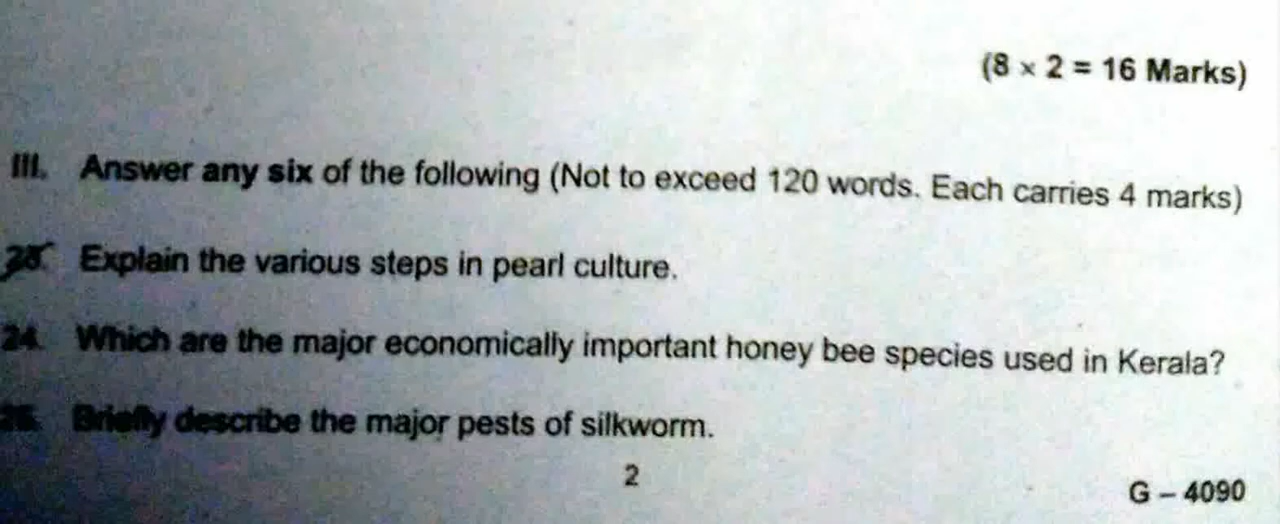 (8 × 2 = 16 Marks)
III. Answer any six of the following (Not to exceed 120 words. Each carries 4 marks)
23. Explain the various steps in pearl culture.
24. Which are the major economically important honey bee species used in Kerala?
25. Briefly describe the major pests of silkworm.
2
G – 4090